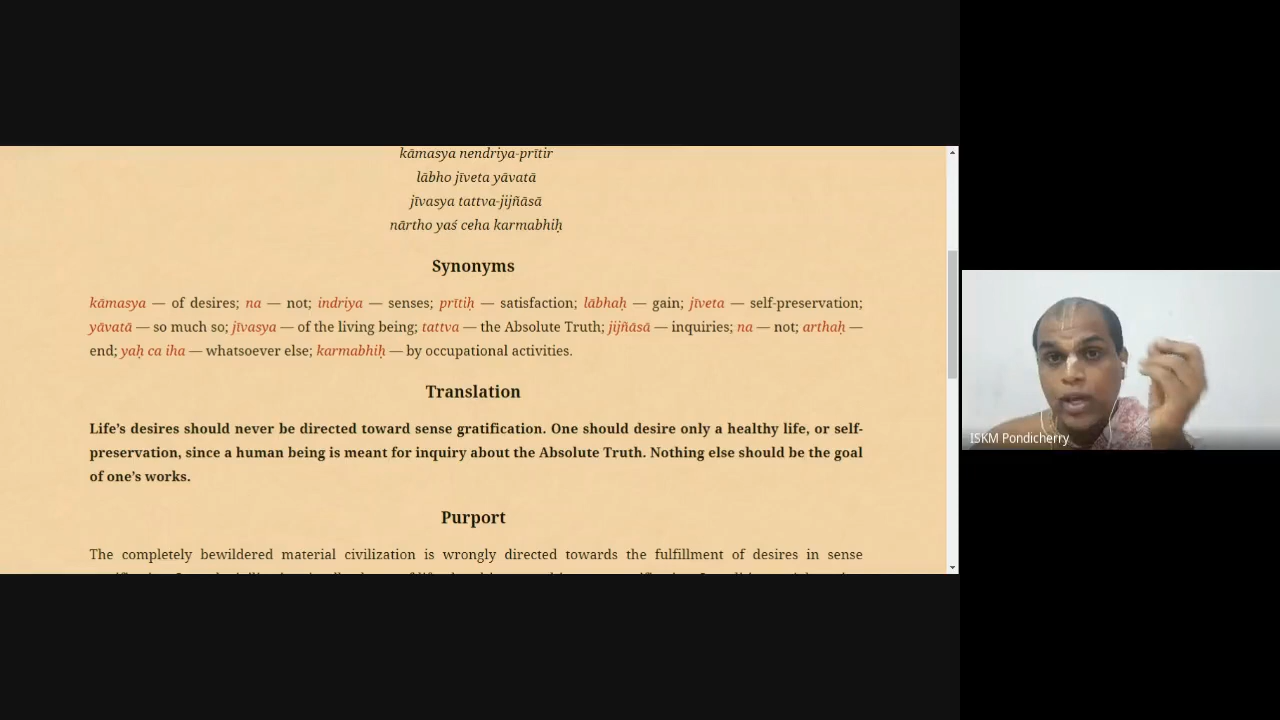 kāmasya nendriya-prītir
lābho jīveta yāvatā
jīvasya tattva-jijñāsā
nārtho yaś ceha karmabhiḥ
Synonyms
kāmasya — of desires; na — not; indriya — senses; prītiḥ — satisfaction; lābhaḥ — gain; jīveta — self-preservation;
yāvatā — so much so; jīvasya — of the living being; tattva — the Absolute Truth; jijñāsā — inquiries; na — not; arthaḥ —
end; yaḥ ca iha — whatsoever else; karmabhiḥ — by occupational activities.
Translation
Life’s desires should never be directed toward sense gratification. One should desire only a healthy life, or self-
preservation, since a human being is meant for inquiry about the Absolute Truth. Nothing else should be the goal
of one’s works.
Purport
The completely bewildered material civilization is wrongly directed towards the fulfillment of desires in sense
ISKM Pondicherry